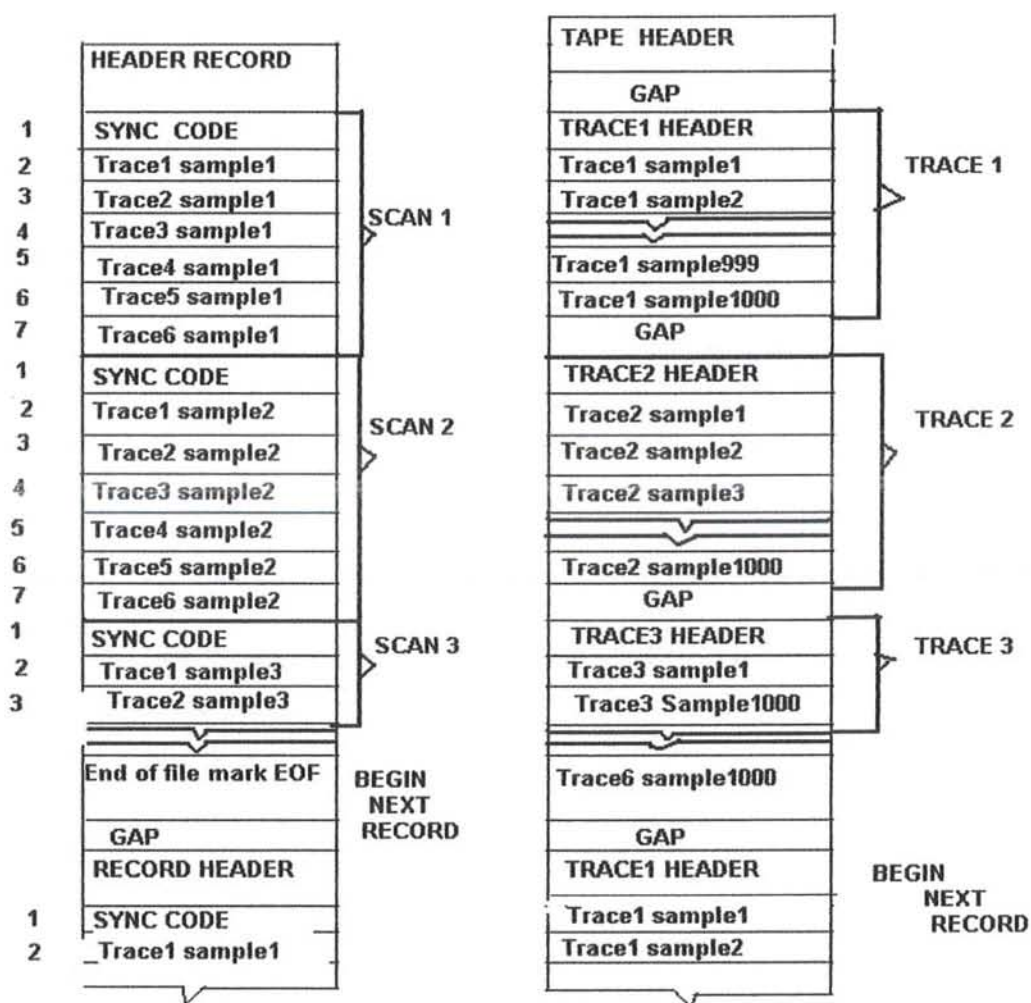 HEADER RECORD
1 SYNC CODE
2 Trace1 sample1
3 Trace2 sample1
4 Trace3 sample1
5 Trace4 sample1
6 Trace5 sample1
7 Trace6 sample1
SCAN 1
1 SYNC CODE
2 Trace1 sample2
3 Trace2 sample2
4 Trace3 sample2
5 Trace4 sample2
6 Trace5 sample2
7 Trace6 sample2
SCAN 2
1 SYNC CODE
2 Trace1 sample3
3 Trace2 sample3
SCAN 3
End of file mark EOF
BEGIN
NEXT
RECORD
GAP
RECORD HEADER
1 SYNC CODE
2 Trace1 sample1
TAPE HEADER
GAP
TRACE1 HEADER
Trace1 sample1
Trace1 sample2
Trace1 sample999
Trace1 sample1000
TRACE 1
GAP
TRACE2 HEADER
Trace2 sample1
Trace2 sample2
Trace2 sample3
Trace2 sample1000
TRACE 2
GAP
TRACE3 HEADER
Trace3 sample1
Trace3 Sample1000
TRACE 3
Trace6 sample1000
GAP
TRACE1 HEADER
Trace1 sample1
Trace1 sample2
BEGIN
NEXT
RECORD